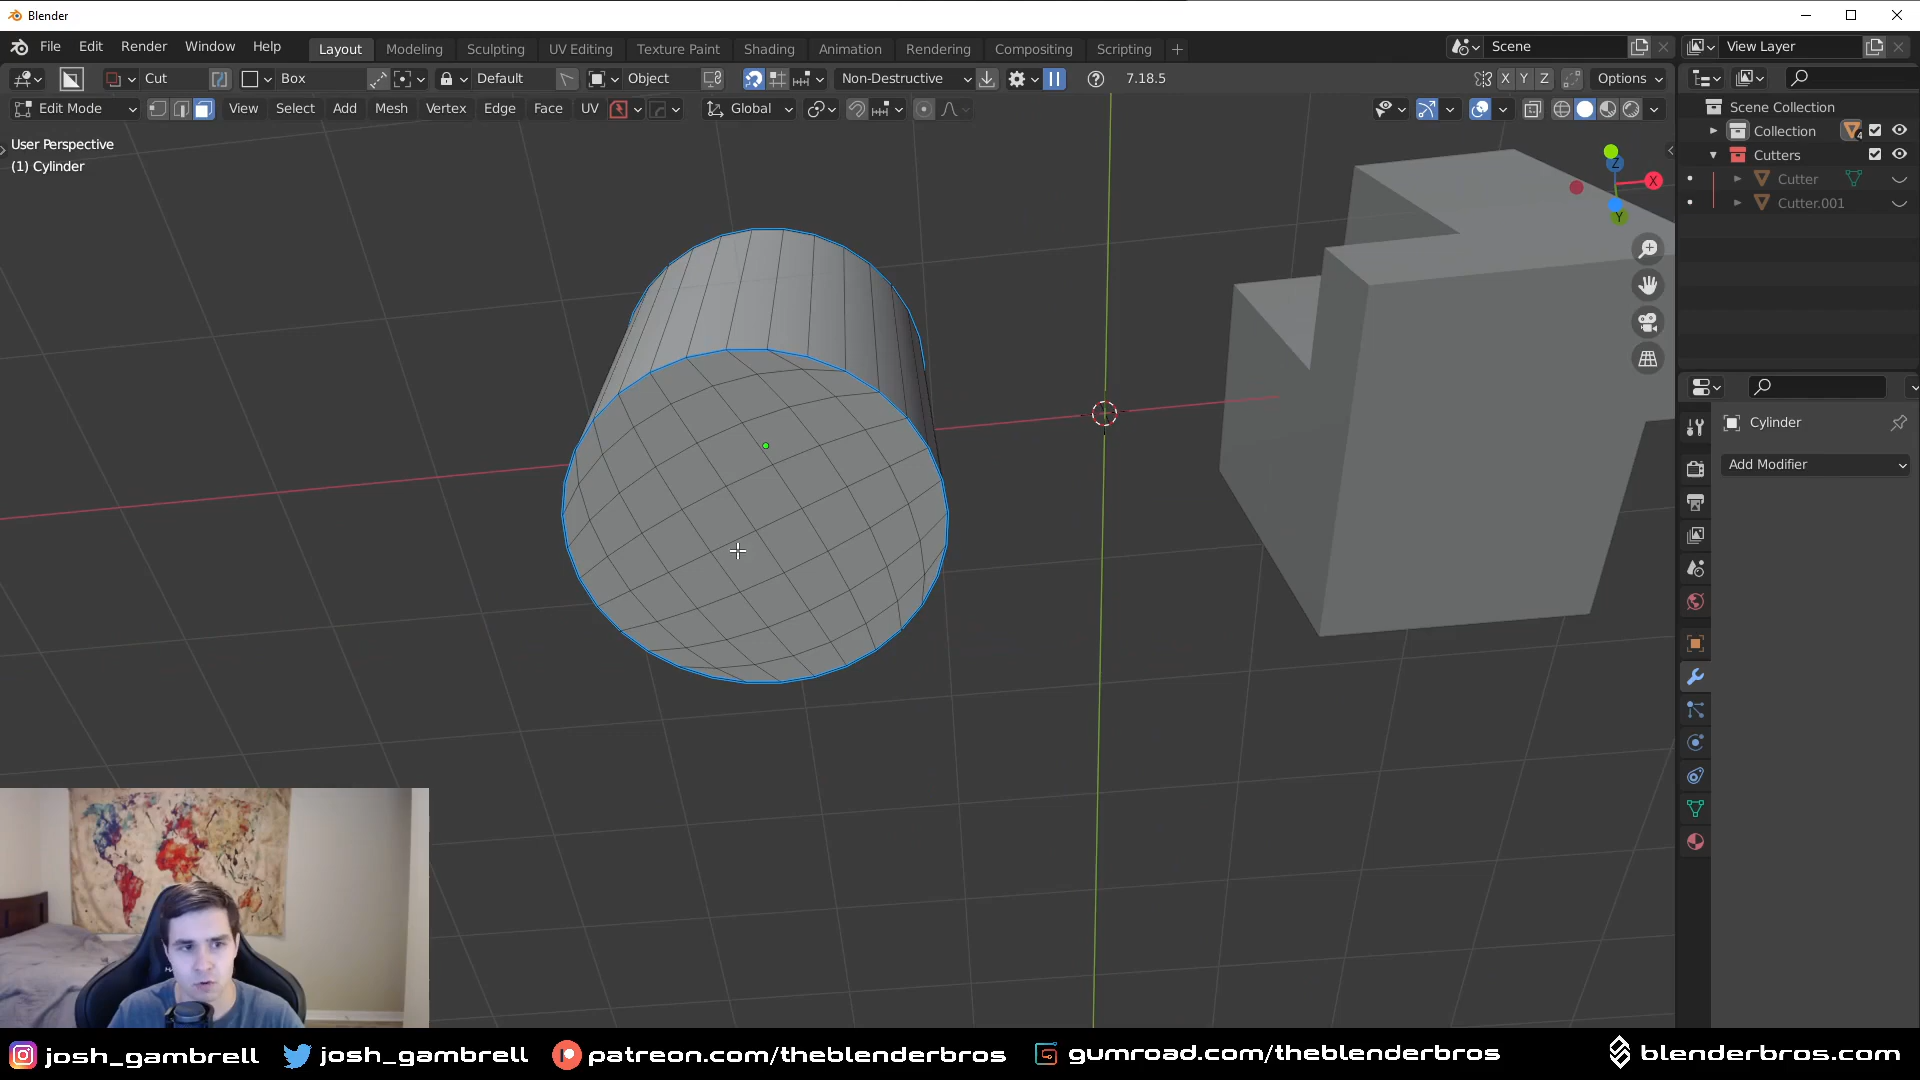 Blender
File Edit Render Window Help
Layout Modeling Sculpting UV Editing Texture Paint Shading Animation Rendering Compositing Scripting +
Scene
View Layer
Cut Box Default Object Non-Destructive 7.18.5 X Y Z Options
Edit Mode View Select Add Mesh Vertex Edge Face UV Global
User Perspective
(1) Cylinder
Scene Collection
Collection
4
Cutters
Cutter
Cutter.001
Z
X
Y
Cylinder
Add Modifier
josh_gambrell josh_gambrell patreon.com/theblenderbros gumroad.com/theblenderbros blenderbros.com